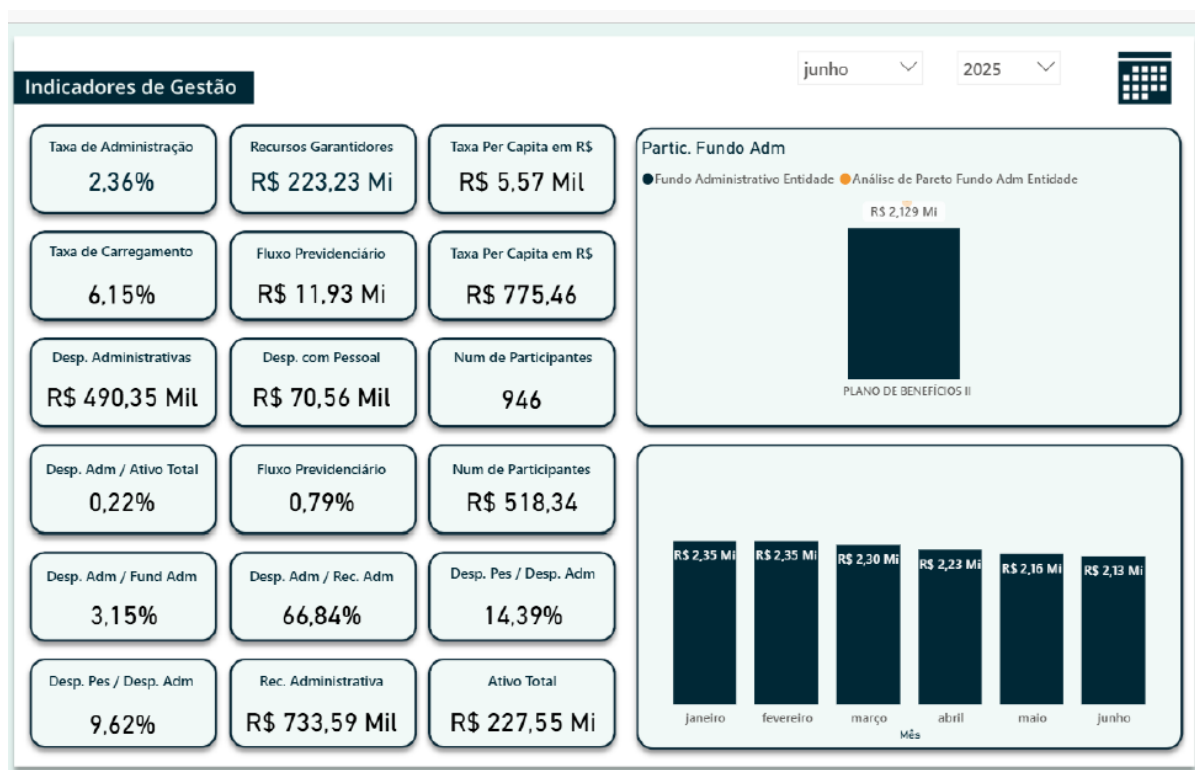 junho
2025
Indicadores de Gestão
Taxa de Administração
2,36%
Recursos Garantidores
R$ 223,23 Mi
Taxa Per Capita em R$
R$ 5,57 Mil
Taxa de Carregamento
6,15%
Fluxo Previdenciário
R$ 11,93 Mi
Taxa Per Capita em R$
R$ 775,46
Desp. Administrativas
R$ 490,35 Mil
Desp. com Pessoal
R$ 70,56 Mil
Num de Participantes
946
Desp. Adm / Ativo Total
0,22%
Fluxo Previdenciário
0,79%
Num de Participantes
R$ 518,34
Desp. Adm / Fund Adm
3,15%
Desp. Adm / Rec. Adm
66,84%
Desp. Pes / Desp. Adm
14,39%
Desp. Pes / Desp. Adm
9,62%
Rec. Administrativa
R$ 733,59 Mil
Ativo Total
R$ 227,55 Mi
Partic. Fundo Adm
Fundo Administrativo Entidade Análise de Pareto Fundo Adm Entidade
R$ 2,129 Mi
PLANO DE BENEFÍCIOS II
R$ 2,35 Mi R$ 2,35 Mi R$ 2,30 Mi R$ 2,23 Mi R$ 2,16 Mi R$ 2,13 Mi
janeiro fevereiro março abril maio junho
Mês